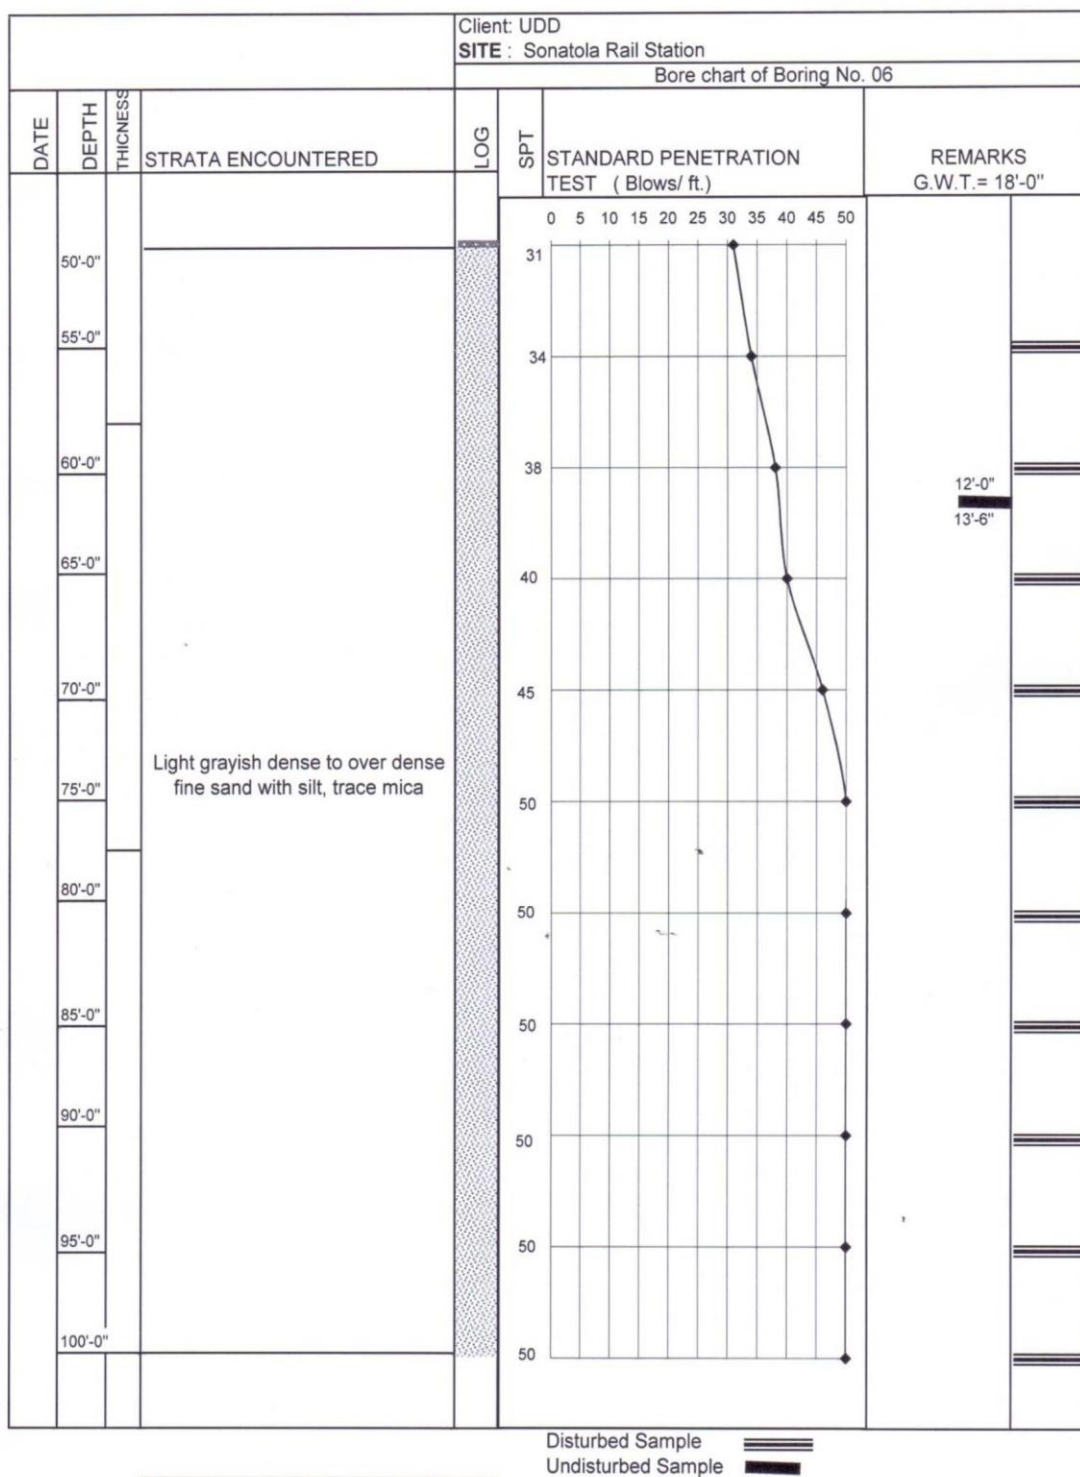 Client: UDD
SITE : Sonatola Rail Station
Bore chart of Boring No. 06
DATE
DEPTH
THICNESS
STRATA ENCOUNTERED
LOG
SPT
STANDARD PENETRATION
TEST ( Blows/ ft.)
REMARKS
G.W.T.= 18'-0"
0 5 10 15 20 25 30 35 40 45 50
31
50'-0"
55'-0"
34
60'-0"
38
12'-0"
13'-6"
65'-0"
40
70'-0"
45
Light grayish dense to over dense
fine sand with silt, trace mica
75'-0"
50
80'-0"
50
85'-0"
50
90'-0"
50
95'-0"
50
100'-0"
50
Disturbed Sample
Undisturbed Sample